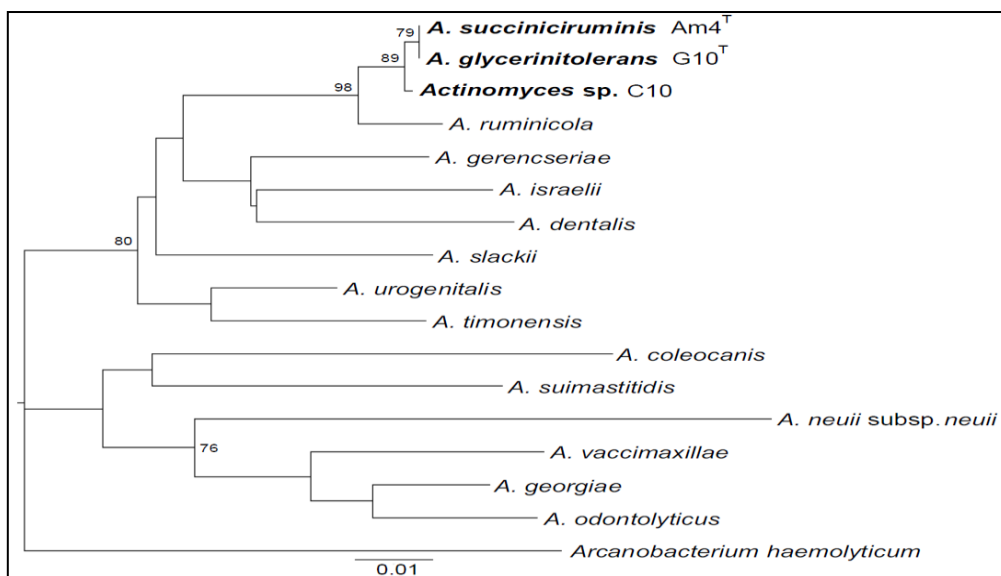 79 A. succiniciruminis Am4ᵀ
89 A. glycerinitolerans G10ᵀ
98 Actinomyces sp. C10
A. ruminicola
A. gerencseriae
A. israelii
A. dentalis
80 A. slackii
A. urogenitalis
A. timonensis
A. coleocanis
A. suimastitidis
A. neuii subsp. neuii
76 A. vaccimaxillae
A. georgiae
A. odontolyticus
Arcanobacterium haemolyticum
0.01